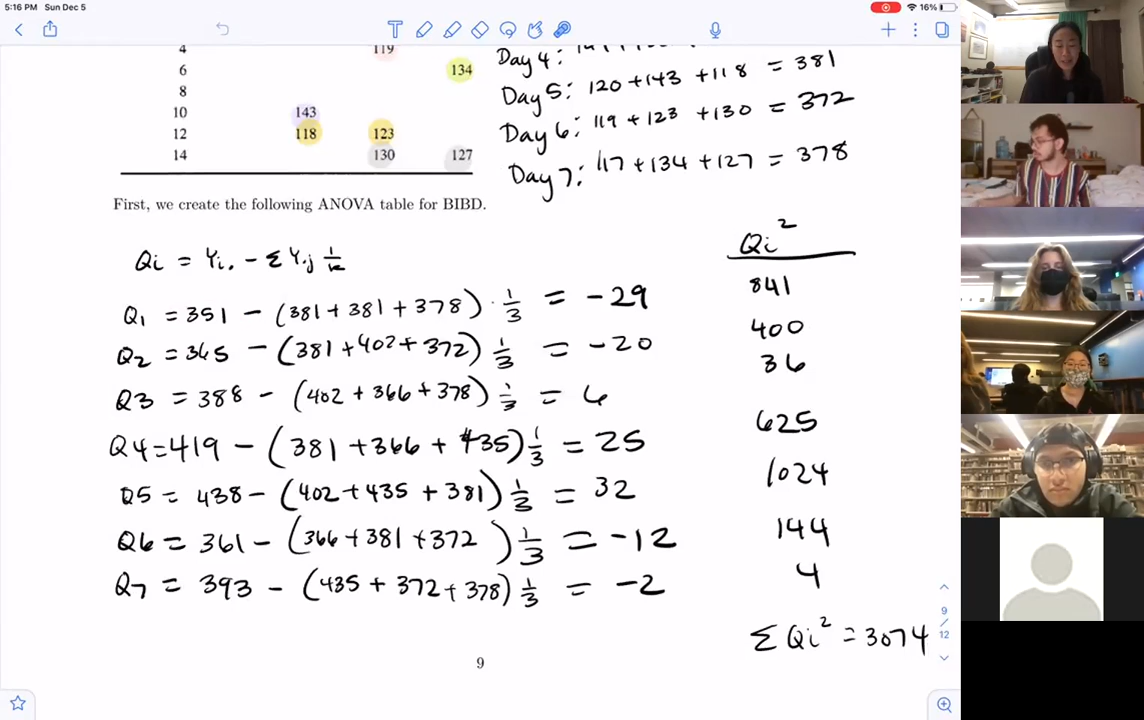 5:16 PM Sun Dec 5
16%
4 119
6 134
8
10 143
12 118 123
14 130 127
Day 4:
Day 5: 120 + 143 + 118 = 381
Day 6: 119 + 123 + 130 = 372
Day 7: 117 + 134 + 127 = 378
First, we create the following ANOVA table for BIBD.
Qi = Yi. - Σ Y.j 1/k
Q1 = 351 - (381 + 381 + 378) · 1/3 = -29
Q2 = 365 - (381 + 402 + 372) 1/3 = -20
Q3 = 388 - (402 + 366 + 378) 1/3 = 6
Q4 = 419 - (381 + 366 + 435) 1/3 = 25
Q5 = 438 - (402 + 435 + 381) 1/3 = 32
Q6 = 361 - (366 + 381 + 372) 1/3 = -12
Q7 = 393 - (435 + 372 + 378) 1/3 = -2
Qi²
841
400
36
625
1024
144
4
Σ Qi² = 3074
9
9
/
12